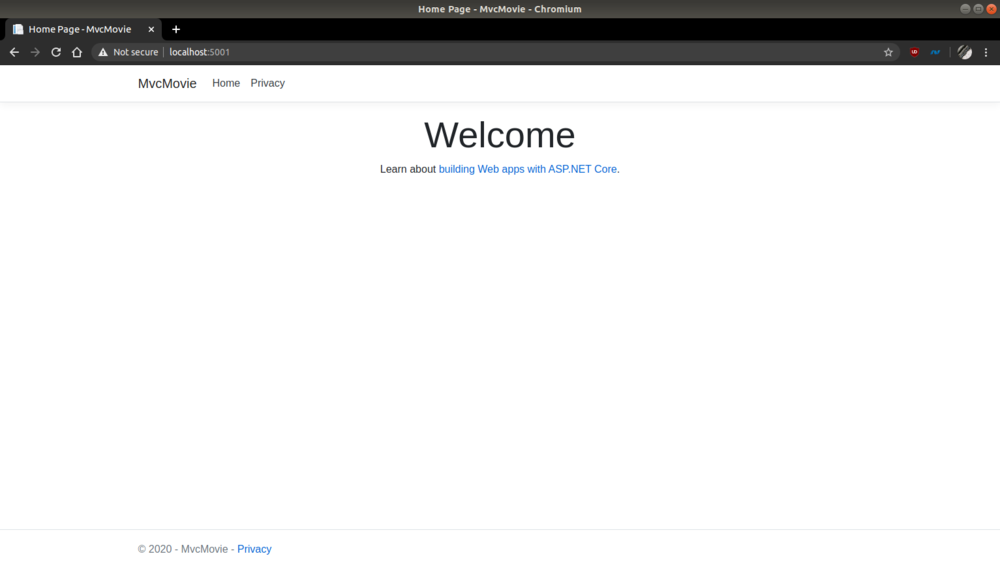 Home Page - MvcMovie - Chromium
Home Page - MvcMovie
Not secure | localhost:5001
MvcMovie Home Privacy
Welcome
Learn about building Web apps with ASP.NET Core.
© 2020 - MvcMovie - Privacy